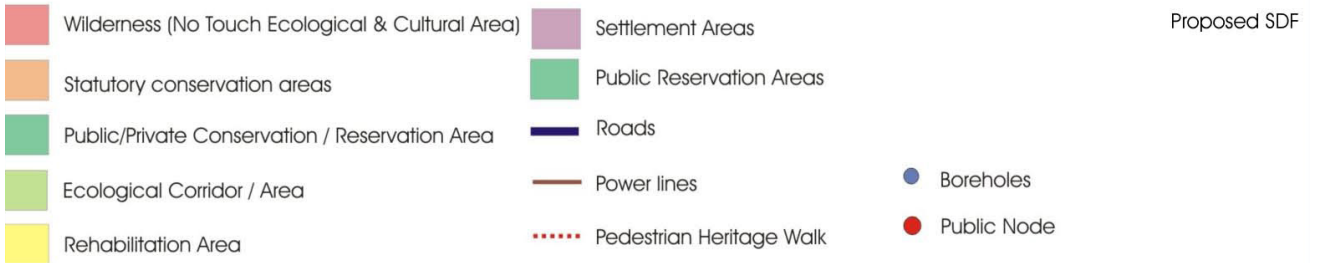 Wilderness (No Touch Ecological & Cultural Area)
Statutory conservation areas
Public/Private Conservation / Reservation Area
Ecological Corridor / Area
Rehabilitation Area
Settlement Areas
Public Reservation Areas
Roads
Power lines
Pedestrian Heritage Walk
Boreholes
Public Node
Proposed SDF